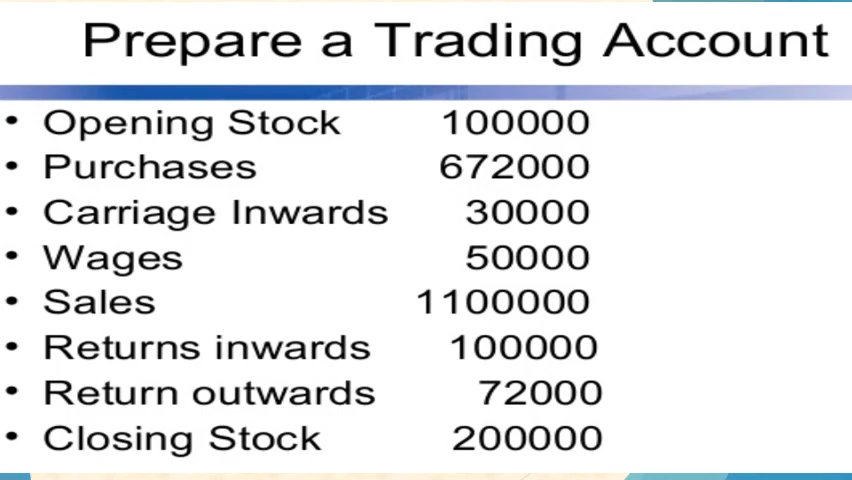 Prepare a Trading Account
• Opening Stock 100000
• Purchases 672000
• Carriage Inwards 30000
• Wages 50000
• Sales 1100000
• Returns inwards 100000
• Return outwards 72000
• Closing Stock 200000